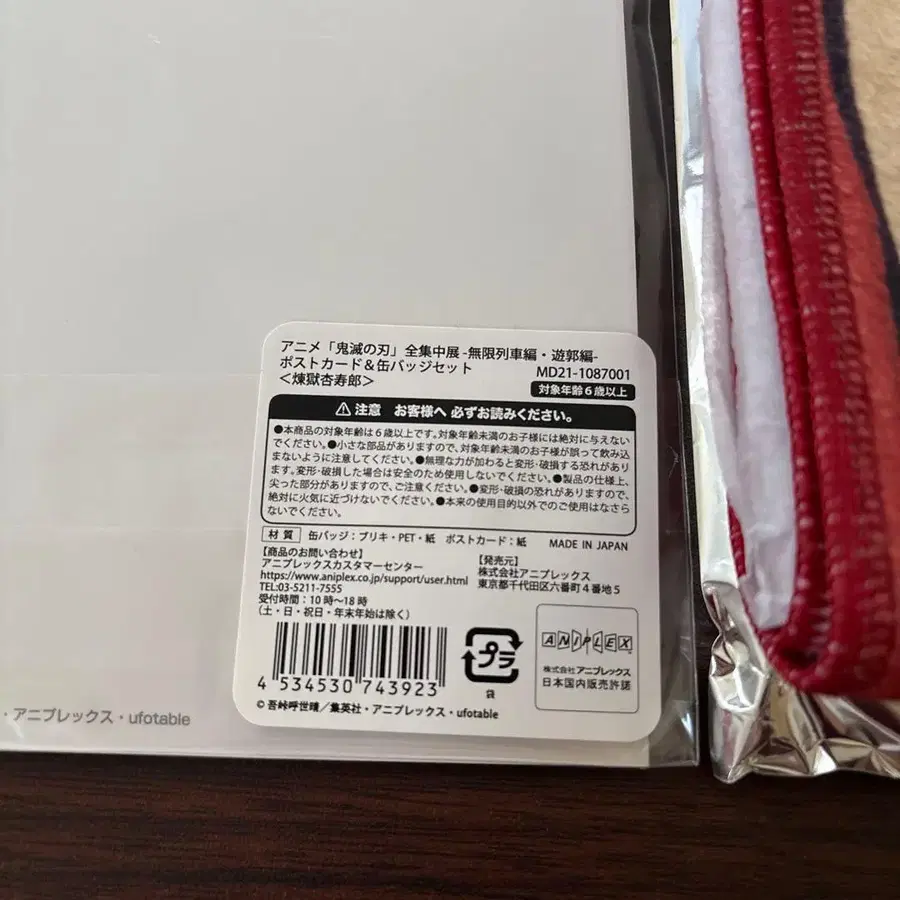 アニメ「鬼滅の刃」全集中展 -無限列車編・遊郭編-
ポストカード&缶バッジセット MD21-1087001
<煉獄杏寿郎> 対象年齢6歳以上
⚠注意 お客様へ 必ずお読みください。
●本商品の対象年齢は6歳以上です。対象年齢未満のお子様には絶対に与えない
でください。●小さな部品がありますので、対象年齢未満のお子様が誤って飲み込
まないように注意してください。●無理な力が加わると変形・破損する恐れがあり
ます。変形・破損した場合は安全のため使用しないでください。●製品の仕様上、
尖った部分がありますので、ご注意ください。●変形・破損の恐れがありますので、
絶対に火気に近づけないでください。●本来の使用目的以外でのご使用はなさら
ないでください。
材質 缶バッジ：ブリキ・PET・紙 ポストカード：紙 MADE IN JAPAN
【商品のお問い合わせ】
アニプレックスカスタマーセンター
https://www.aniplex.co.jp/support/user.html
TEL:03-5211-7555
受付時間：10時～18時
(土・日・祝日・年末年始は除く)
【発売元】
株式会社アニプレックス
東京都千代田区六番町4番地5
4 534530 743923
プラ
袋
ANIPLEX
株式会社アニプレックス
日本国内販売許諾
©吾峠呼世晴／集英社・アニプレックス・ufotable
・アニプレックス・ufotable